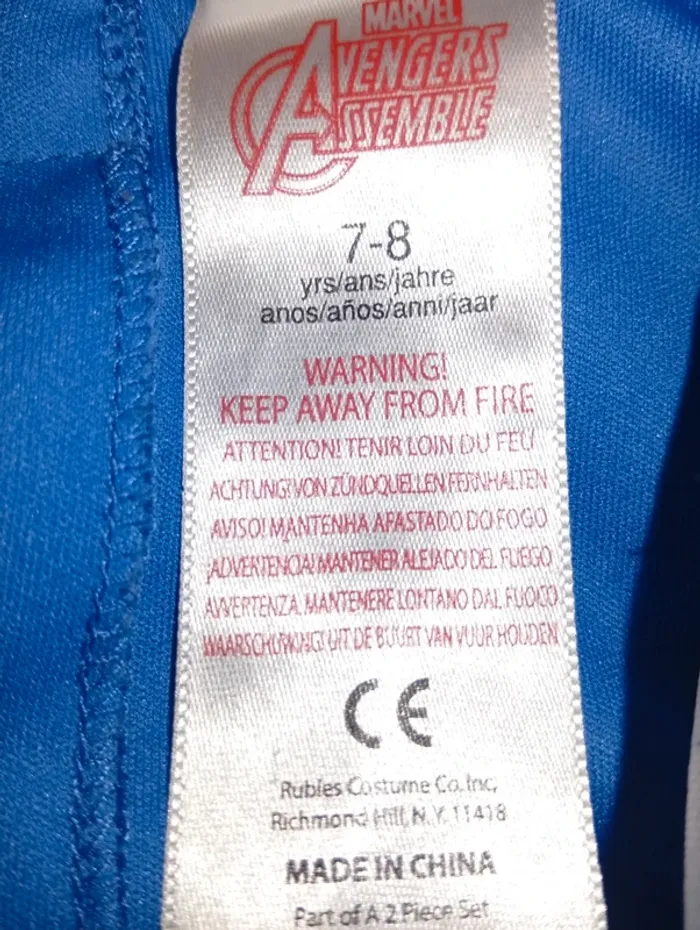 MARVEL
AVENGERS
ASSEMBLE
7-8
yrs/ans/jahre
anos/años/anni/jaar
WARNING!
KEEP AWAY FROM FIRE
ATTENTION! TENIR LOIN DU FEU
ACHTUNG! VON ZÜNDQUELLEN FERNHALTEN
AVISO! MANTENHA AFASTADO DO FOGO
¡ADVERTENCIA! MANTENER ALEJADO DEL FUEGO
AVVERTENZA. MANTENERE LONTANO DAL FUOCO
WAARSCHUWING! UIT DE BUURT VAN VUUR HOUDEN
CE
Rubies Costume Co. Inc,
Richmond Hill, N.Y. 11418
MADE IN CHINA
Part of A 2 Piece Set